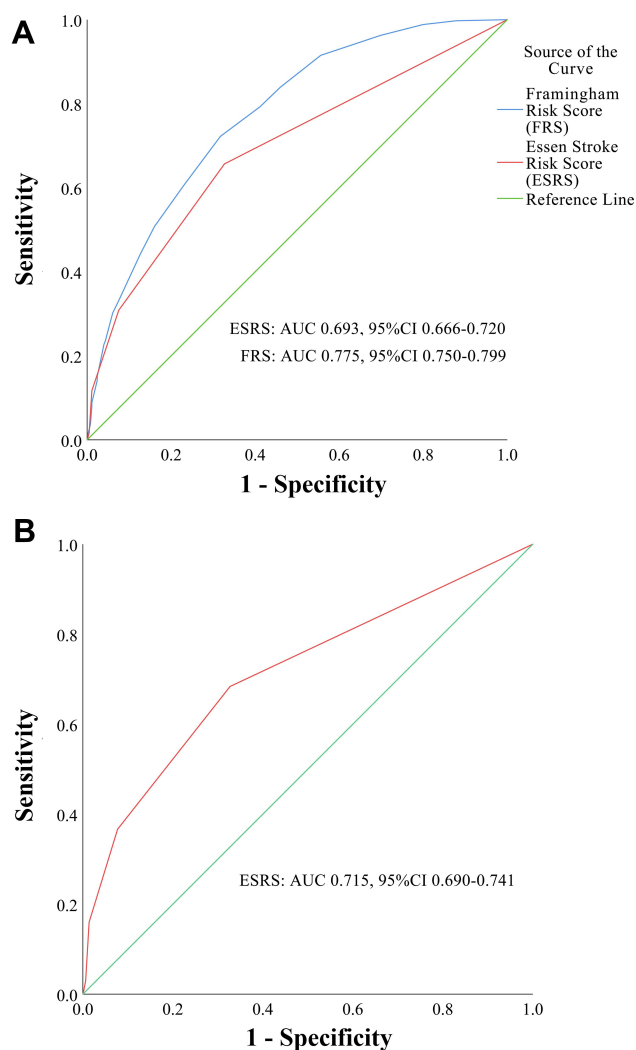 A
Source of the
Curve
Framingham
Risk Score
(FRS)
Essen Stroke
Risk Score
(ESRS)
Reference Line
1.0
0.8
0.6
0.4
0.2
0.0
Sensitivity
ESRS: AUC 0.693, 95%CI 0.666-0.720
FRS: AUC 0.775, 95%CI 0.750-0.799
0.0 0.2 0.4 0.6 0.8 1.0
1 - Specificity
B
1.0
0.8
0.6
0.4
0.2
0.0
Sensitivity
ESRS: AUC 0.715, 95%CI 0.690-0.741
0.0 0.2 0.4 0.6 0.8 1.0
1 - Specificity